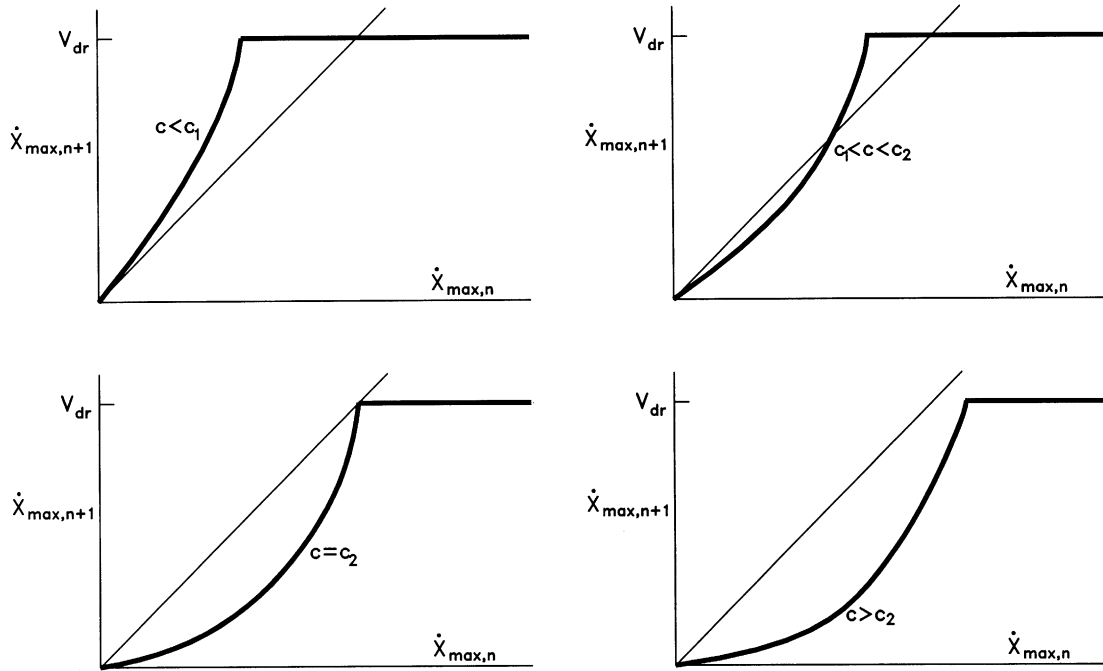 V_dr
Ẋ_max,n+1
c<c_1
Ẋ_max,n
V_dr
Ẋ_max,n+1
c_1<c<c_2
Ẋ_max,n
V_dr
Ẋ_max,n+1
c=c_2
Ẋ_max,n
V_dr
Ẋ_max,n+1
c>c_2
Ẋ_max,n